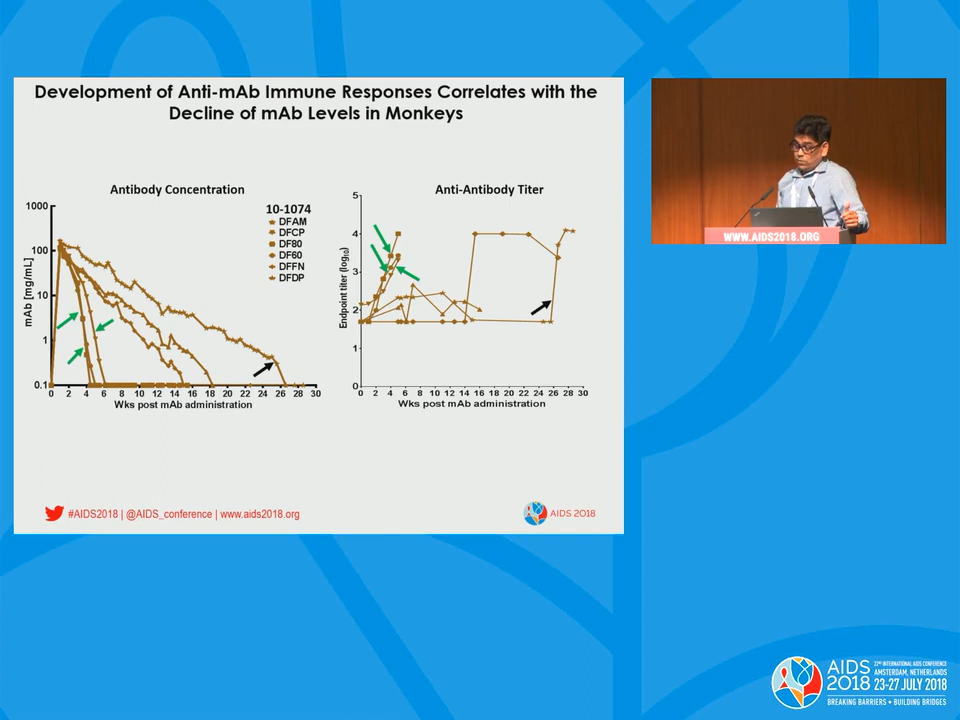 Development of Anti-mAb Immune Responses Correlates with the
Decline of mAb Levels in Monkeys
Antibody Concentration
1000
100
10
1
0.1
mAb [mg/mL]
0 2 4 6 8 10 12 14 16 18 20 22 24 26 28 30
Wks post mAb administration
10-1074
DFAM
DFCP
DF80
DF60
DFFN
DFDP
Anti-Antibody Titer
5
4
3
2
1
0
Endpoint titer (log10)
0 2 4 6 8 10 12 14 16 18 20 22 24 26 28 30
Wks post mAb administration
#AIDS2018 | @AIDS_conference | www.aids2018.org
AIDS 2018
WWW.AIDS2018.ORG
AIDS
2018
22ND INTERNATIONAL AIDS CONFERENCE
AMSTERDAM, NETHERLANDS
23-27 JULY 2018
BREAKING BARRIERS • BUILDING BRIDGES